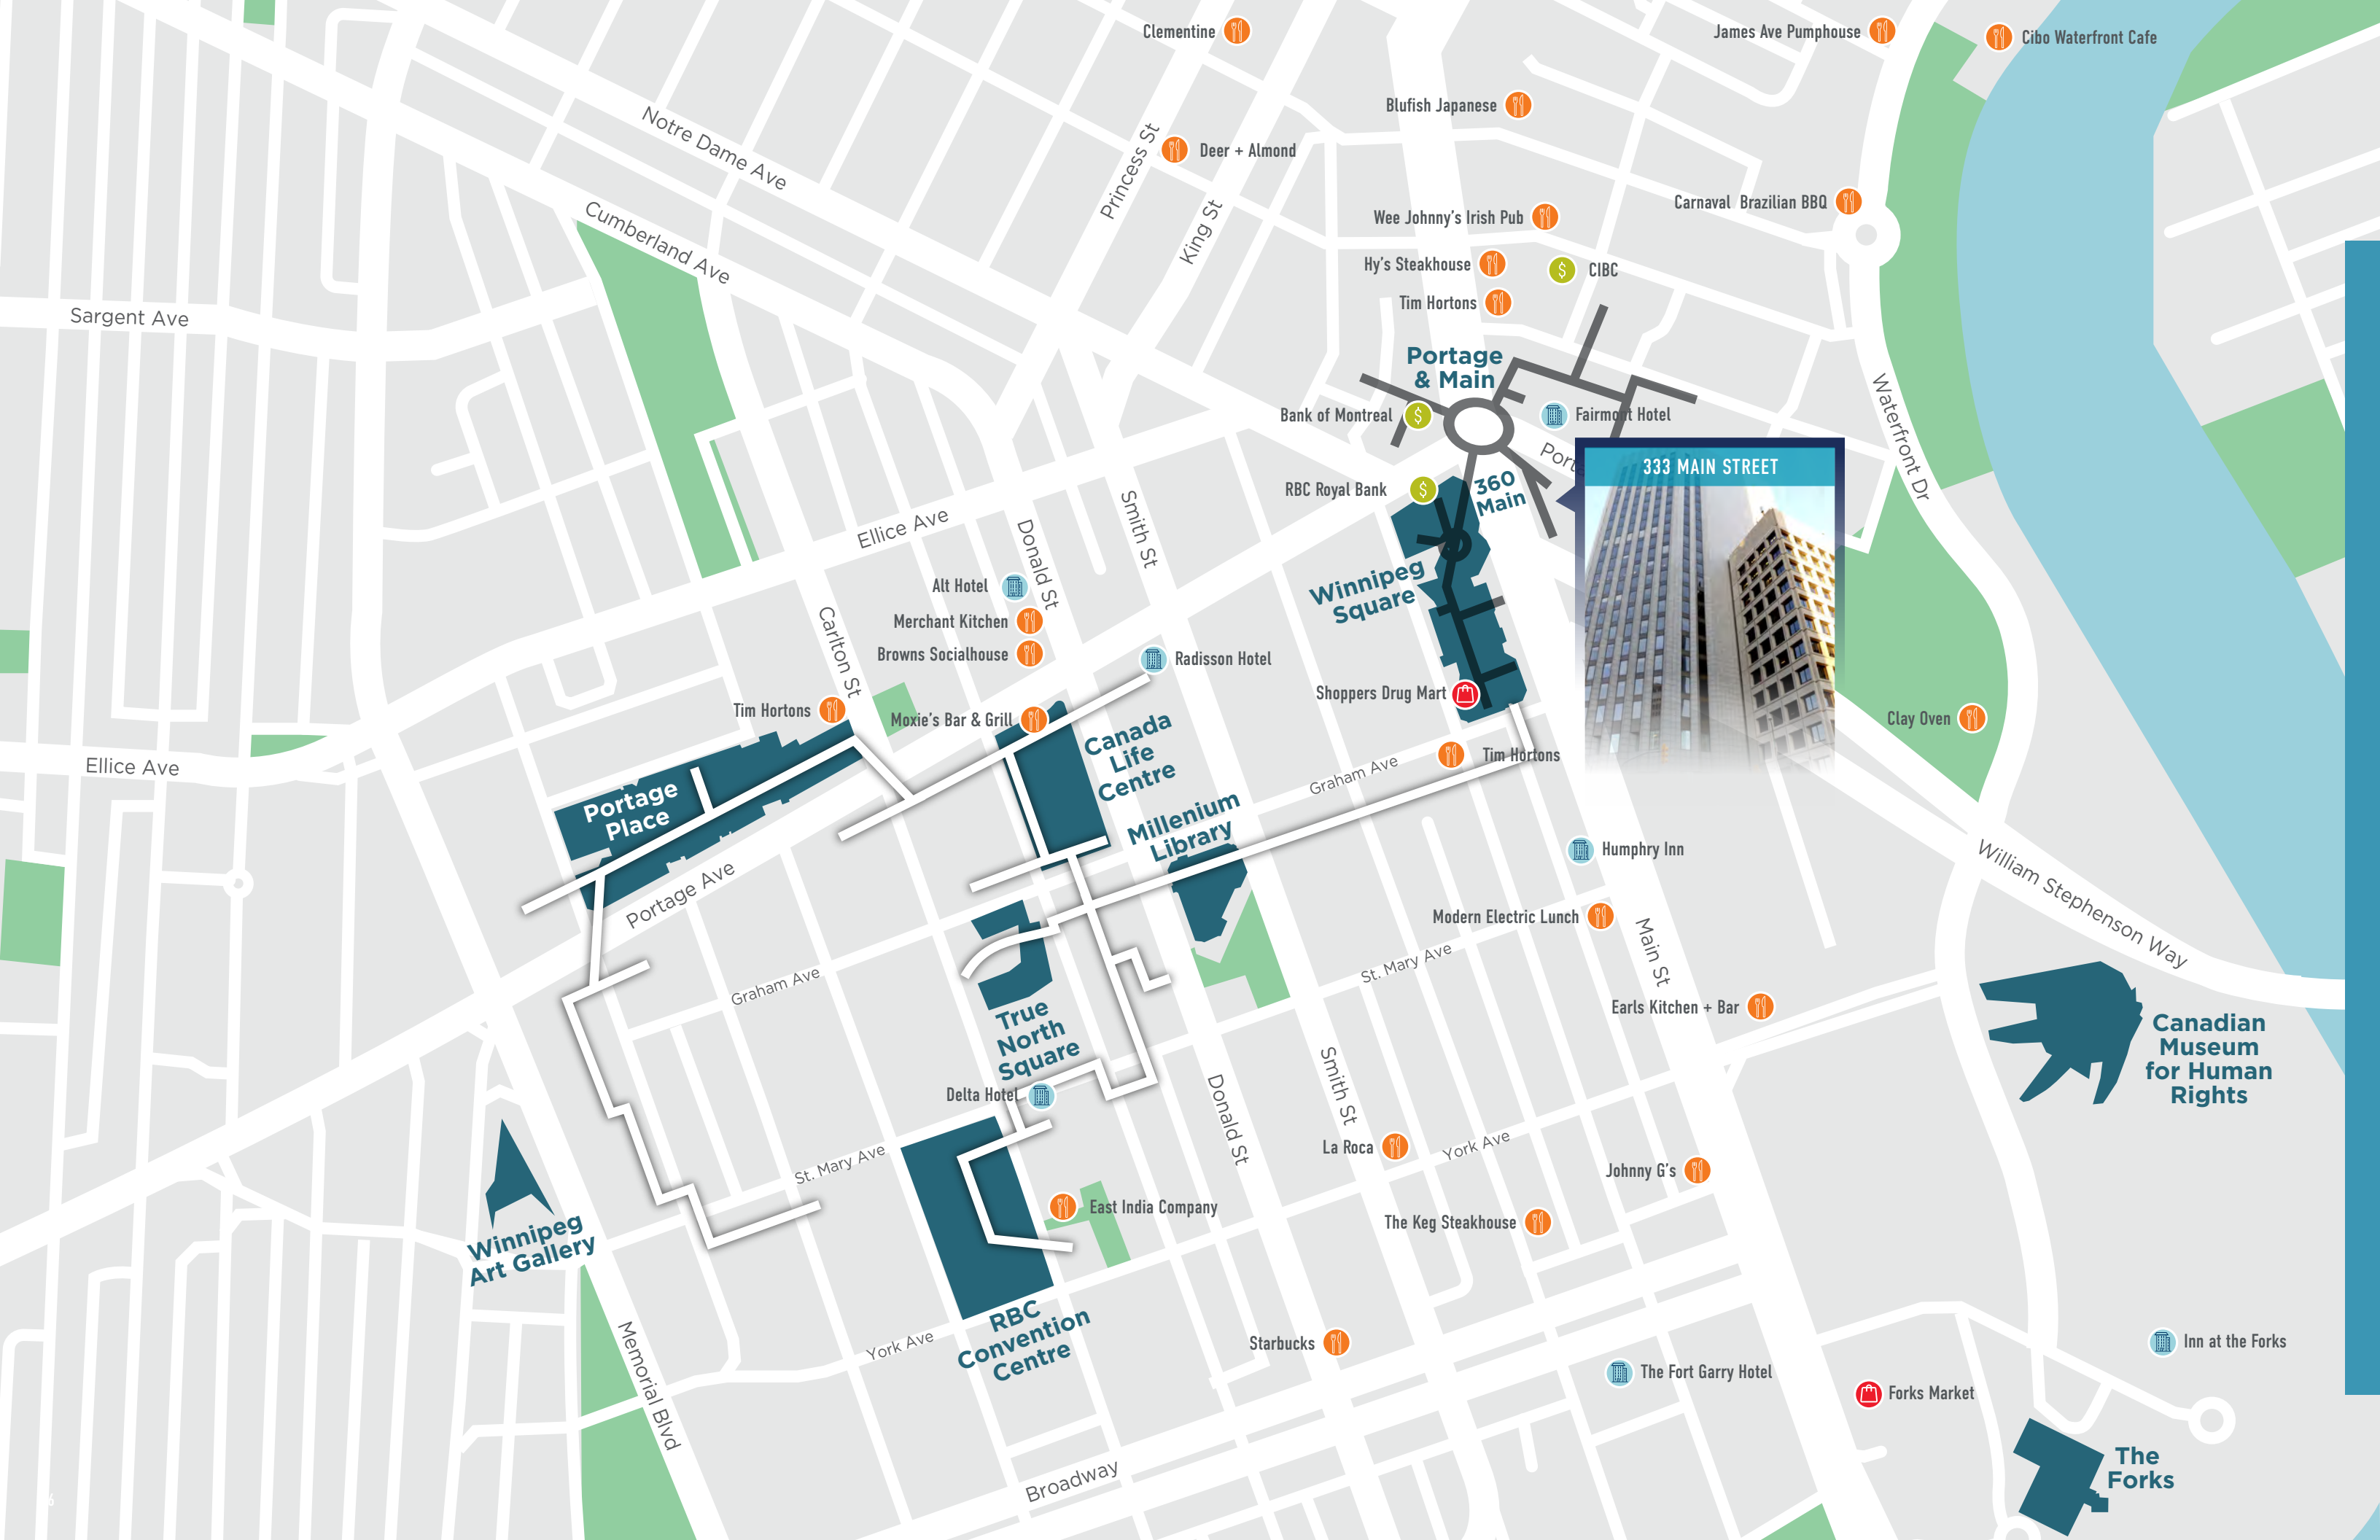 Clementine
James Ave Pumphouse
Cibo Waterfront Cafe
Blufish Japanese
Notre Dame Ave
Princess St
Deer + Almond
Cumberland Ave
King St
Carnaval Brazilian BBQ
Wee Johnny's Irish Pub
Hy's Steakhouse
CIBC
Tim Hortons
Sargent Ave
Portage
& Main
Bank of Montreal
Fairmont Hotel
Waterfront Dr
333 MAIN STREET
RBC Royal Bank
360
Main
Smith St
Ellice Ave
Donald St
Alt Hotel
Winnipeg
Square
Merchant Kitchen
Carlton St
Browns Socialhouse
Radisson Hotel
Shoppers Drug Mart
Tim Hortons
Moxie's Bar & Grill
Clay Oven
Canada
Life
Centre
Tim Hortons
Ellice Ave
Graham Ave
Portage
Place
Millenium
Library
Humphry Inn
Portage Ave
William Stephenson Way
Modern Electric Lunch
Main St
St. Mary Ave
Graham Ave
Earls Kitchen + Bar
True
North
Square
Canadian
Museum
for Human
Rights
Delta Hotel
Smith St
Donald St
La Roca
York Ave
St. Mary Ave
Johnny G's
East India Company
The Keg Steakhouse
Winnipeg
Art Gallery
RBC
Convention
Centre
York Ave
Starbucks
Inn at the Forks
Memorial Blvd
The Fort Garry Hotel
Forks Market
The
Forks
Broadway
6